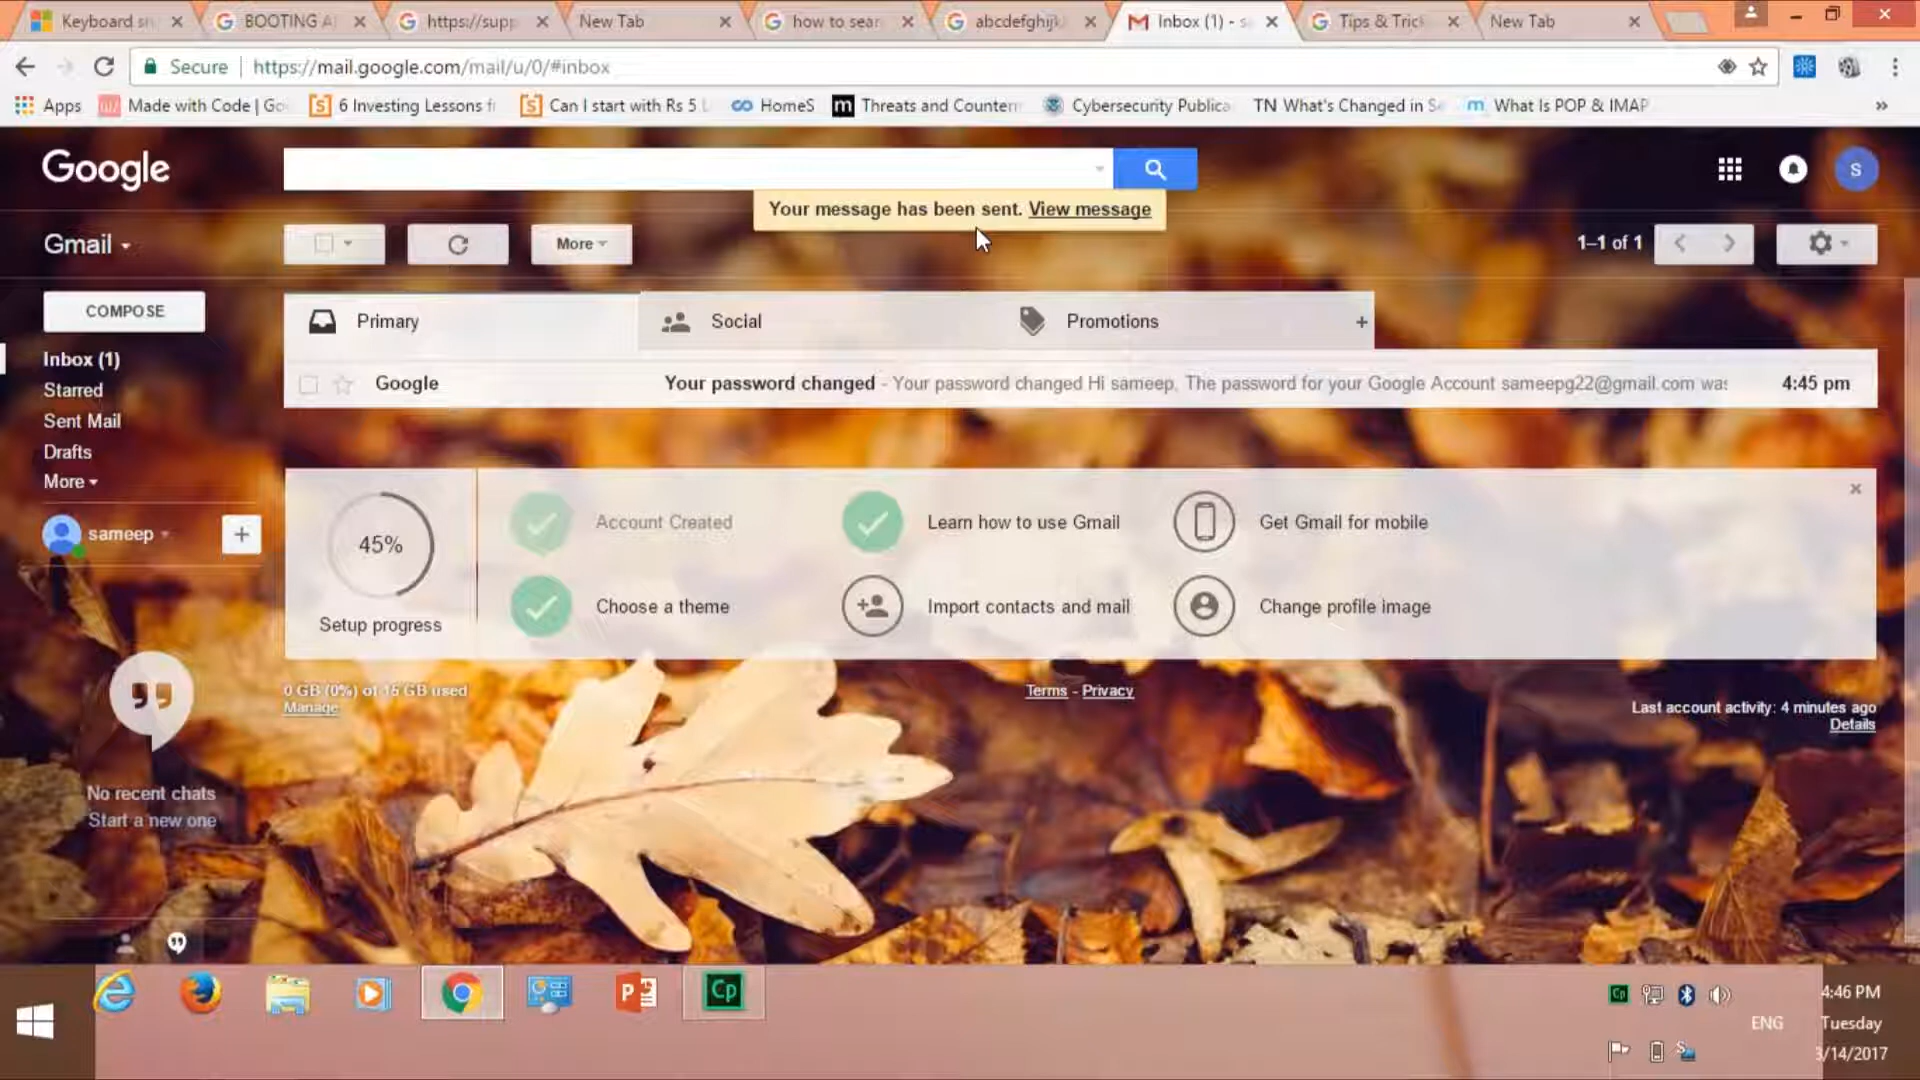 Keyboard sh
BOOTING A
https://supp
New Tab
how to sear
abcdefghijk
Inbox (1) - s
Tips & Trick
New Tab
Secure
https://mail.google.com/mail/u/0/#inbox
Apps
Made with Code | Go
6 Investing Lessons f
Can I start with Rs 5 L
HomeS
Threats and Counterm
Cybersecurity Publica
TN What's Changed in Se
What Is POP & IMAP
Google
S
Your message has been sent. View message
Gmail
More
1–1 of 1
COMPOSE
Primary
Social
Promotions
+
Inbox (1)
Starred
Sent Mail
Drafts
More
Google
Your password changed - Your password changed Hi sameep, The password for your Google Account sameepg22@gmail.com was
4:45 pm
sameep
45%
Setup progress
Account Created
Learn how to use Gmail
Get Gmail for mobile
Choose a theme
Import contacts and mail
Change profile image
0 GB (0%) of 15 GB used
Manage
Terms - Privacy
Last account activity: 4 minutes ago
Details
No recent chats
Start a new one
4:46 PM
ENG
Tuesday
3/14/2017